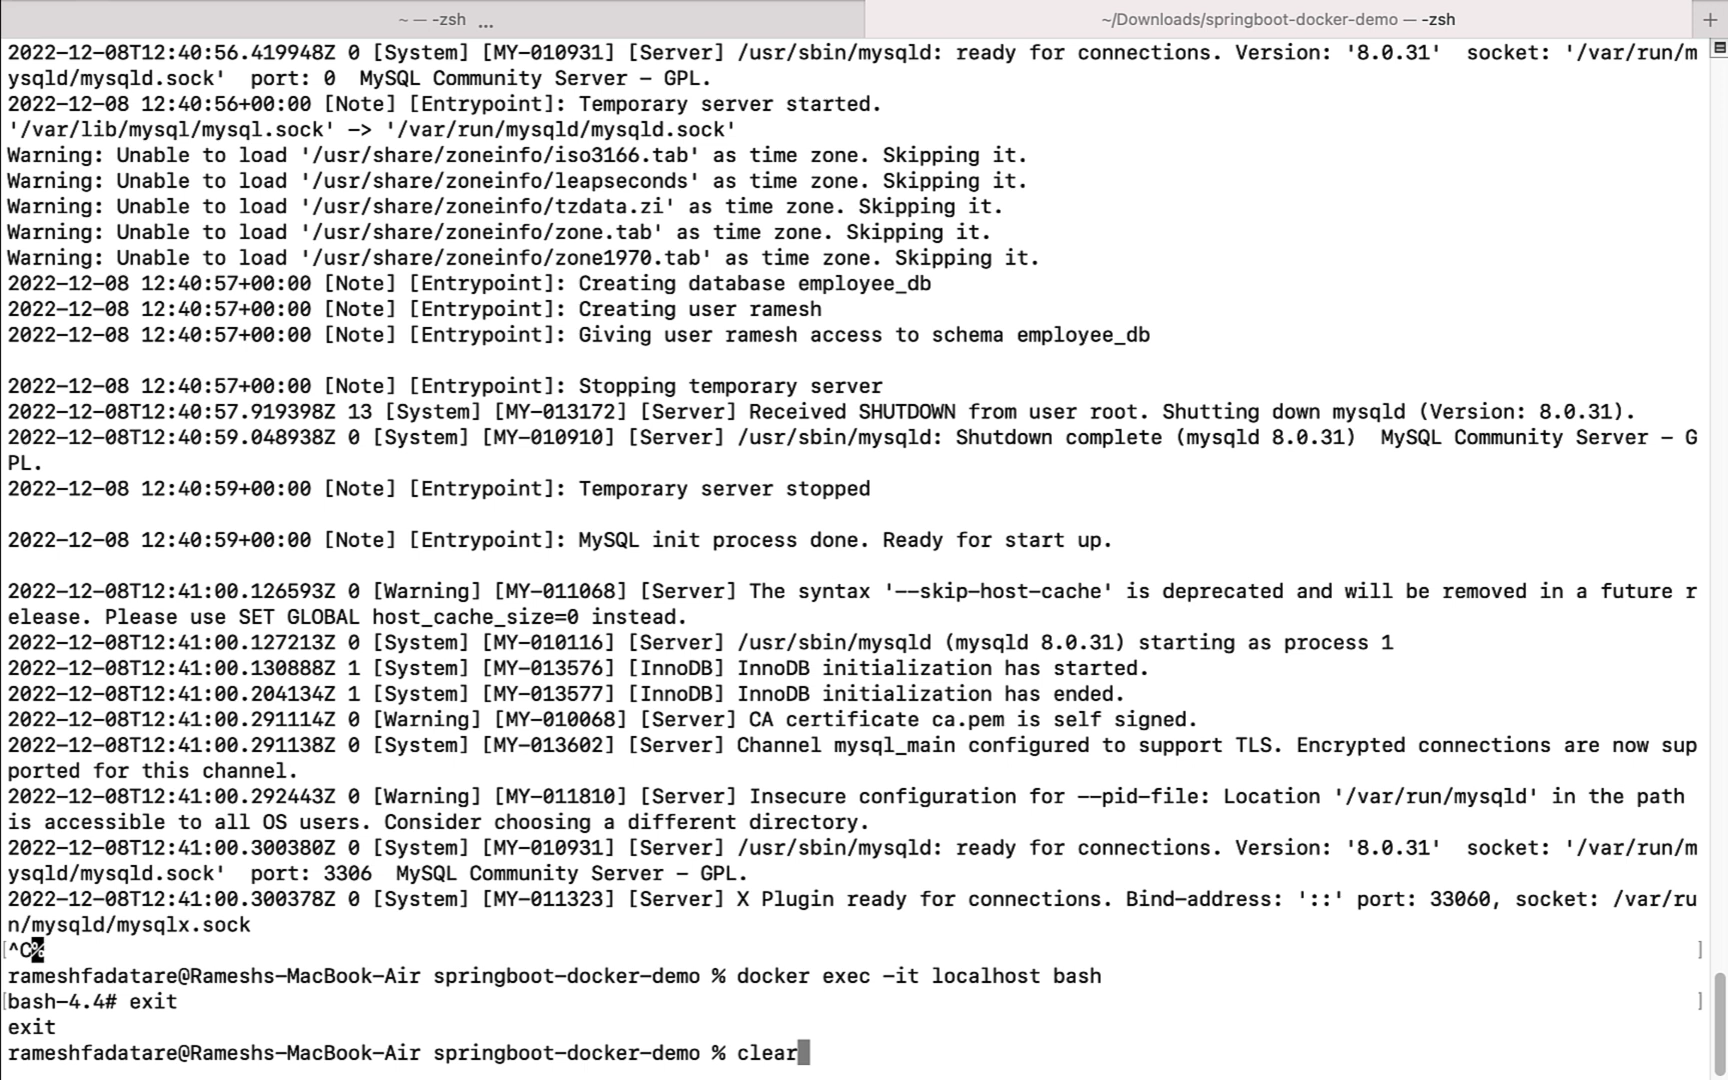 ~ — -zsh ...
~/Downloads/springboot-docker-demo — -zsh +
2022-12-08T12:40:56.419948Z 0 [System] [MY-010931] [Server] /usr/sbin/mysqld: ready for connections. Version: '8.0.31'  socket: '/var/run/m
ysqld/mysqld.sock'  port: 0  MySQL Community Server - GPL.
2022-12-08 12:40:56+00:00 [Note] [Entrypoint]: Temporary server started.
'/var/lib/mysql/mysql.sock' -> '/var/run/mysqld/mysqld.sock'
Warning: Unable to load '/usr/share/zoneinfo/iso3166.tab' as time zone. Skipping it.
Warning: Unable to load '/usr/share/zoneinfo/leapseconds' as time zone. Skipping it.
Warning: Unable to load '/usr/share/zoneinfo/tzdata.zi' as time zone. Skipping it.
Warning: Unable to load '/usr/share/zoneinfo/zone.tab' as time zone. Skipping it.
Warning: Unable to load '/usr/share/zoneinfo/zone1970.tab' as time zone. Skipping it.
2022-12-08 12:40:57+00:00 [Note] [Entrypoint]: Creating database employee_db
2022-12-08 12:40:57+00:00 [Note] [Entrypoint]: Creating user ramesh
2022-12-08 12:40:57+00:00 [Note] [Entrypoint]: Giving user ramesh access to schema employee_db
2022-12-08 12:40:57+00:00 [Note] [Entrypoint]: Stopping temporary server
2022-12-08T12:40:57.919398Z 13 [System] [MY-013172] [Server] Received SHUTDOWN from user root. Shutting down mysqld (Version: 8.0.31).
2022-12-08T12:40:59.048938Z 0 [System] [MY-010910] [Server] /usr/sbin/mysqld: Shutdown complete (mysqld 8.0.31)  MySQL Community Server - G
PL.
2022-12-08 12:40:59+00:00 [Note] [Entrypoint]: Temporary server stopped
2022-12-08 12:40:59+00:00 [Note] [Entrypoint]: MySQL init process done. Ready for start up.
2022-12-08T12:41:00.126593Z 0 [Warning] [MY-011068] [Server] The syntax '--skip-host-cache' is deprecated and will be removed in a future r
elease. Please use SET GLOBAL host_cache_size=0 instead.
2022-12-08T12:41:00.127213Z 0 [System] [MY-010116] [Server] /usr/sbin/mysqld (mysqld 8.0.31) starting as process 1
2022-12-08T12:41:00.130888Z 1 [System] [MY-013576] [InnoDB] InnoDB initialization has started.
2022-12-08T12:41:00.204134Z 1 [System] [MY-013577] [InnoDB] InnoDB initialization has ended.
2022-12-08T12:41:00.291114Z 0 [Warning] [MY-010068] [Server] CA certificate ca.pem is self signed.
2022-12-08T12:41:00.291138Z 0 [System] [MY-013602] [Server] Channel mysql_main configured to support TLS. Encrypted connections are now sup
ported for this channel.
2022-12-08T12:41:00.292443Z 0 [Warning] [MY-011810] [Server] Insecure configuration for --pid-file: Location '/var/run/mysqld' in the path
is accessible to all OS users. Consider choosing a different directory.
2022-12-08T12:41:00.300380Z 0 [System] [MY-010931] [Server] /usr/sbin/mysqld: ready for connections. Version: '8.0.31'  socket: '/var/run/m
ysqld/mysqld.sock'  port: 3306  MySQL Community Server - GPL.
2022-12-08T12:41:00.300378Z 0 [System] [MY-011323] [Server] X Plugin ready for connections. Bind-address: '::' port: 33060, socket: /var/ru
n/mysqld/mysqlx.sock
[^C% ]
rameshfadatare@Rameshs-MacBook-Air springboot-docker-demo % docker exec -it localhost bash
[bash-4.4# exit ]
exit
rameshfadatare@Rameshs-MacBook-Air springboot-docker-demo % clear